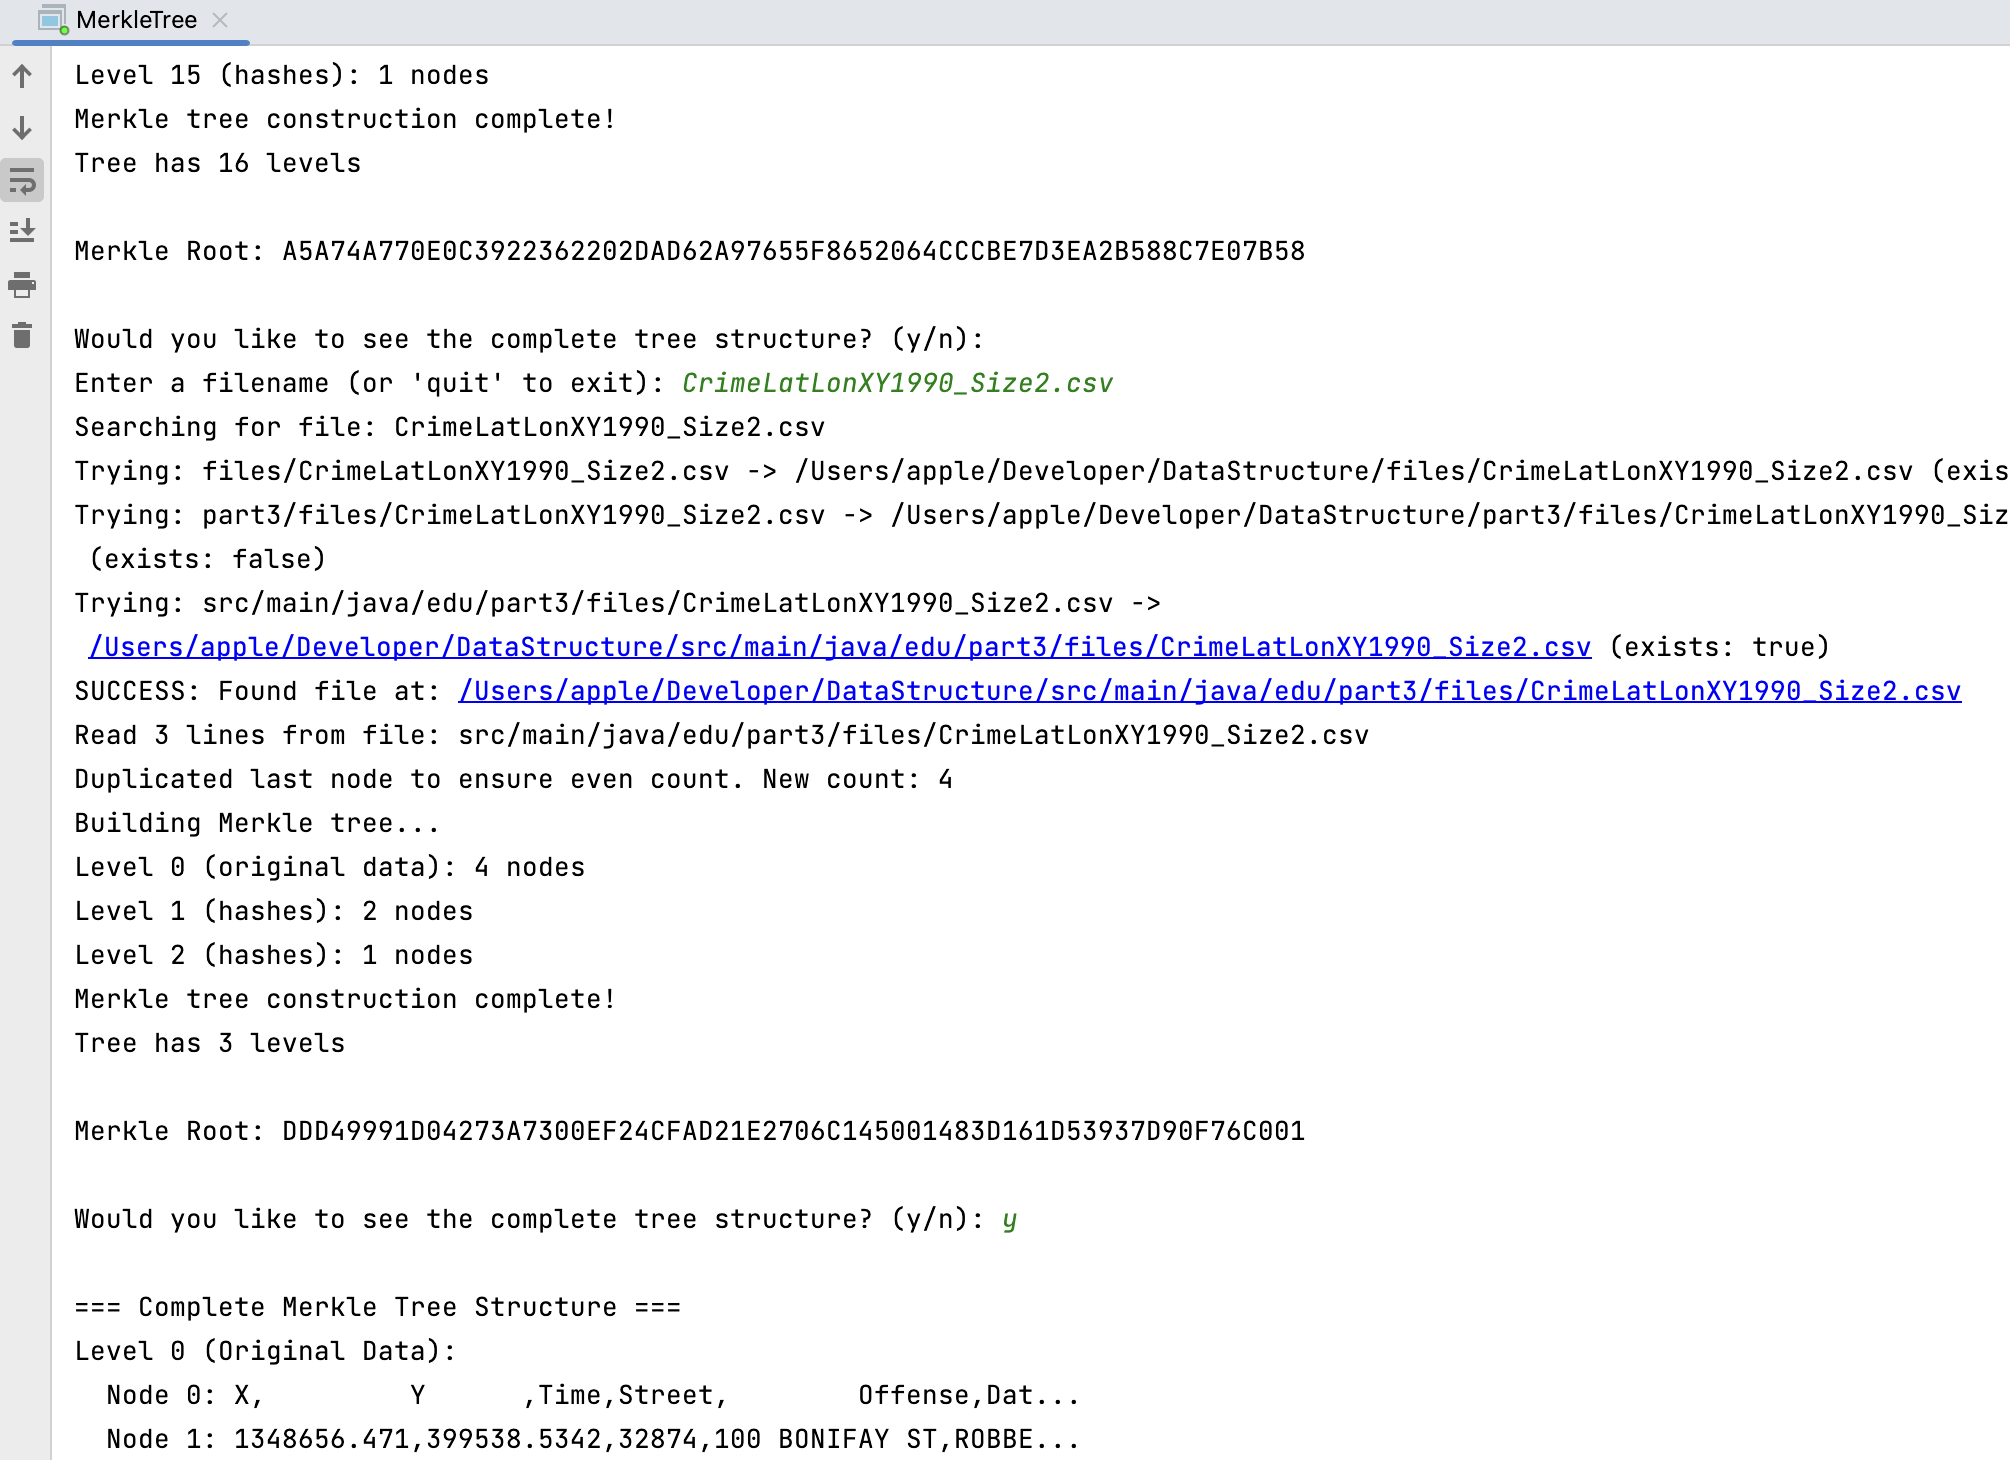 MerkleTree
Level 15 (hashes): 1 nodes
Merkle tree construction complete!
Tree has 16 levels
Merkle Root: A5A74A770E0C3922362202DAD62A97655F8652064CCCBE7D3EA2B588C7E07B58
Would you like to see the complete tree structure? (y/n):
Enter a filename (or 'quit' to exit): CrimeLatLonXY1990_Size2.csv
Searching for file: CrimeLatLonXY1990_Size2.csv
Trying: files/CrimeLatLonXY1990_Size2.csv -> /Users/apple/Developer/DataStructure/files/CrimeLatLonXY1990_Size2.csv (exis
Trying: part3/files/CrimeLatLonXY1990_Size2.csv -> /Users/apple/Developer/DataStructure/part3/files/CrimeLatLonXY1990_Siz
(exists: false)
Trying: src/main/java/edu/part3/files/CrimeLatLonXY1990_Size2.csv ->
/Users/apple/Developer/DataStructure/src/main/java/edu/part3/files/CrimeLatLonXY1990_Size2.csv (exists: true)
SUCCESS: Found file at: /Users/apple/Developer/DataStructure/src/main/java/edu/part3/files/CrimeLatLonXY1990_Size2.csv
Read 3 lines from file: src/main/java/edu/part3/files/CrimeLatLonXY1990_Size2.csv
Duplicated last node to ensure even count. New count: 4
Building Merkle tree...
Level 0 (original data): 4 nodes
Level 1 (hashes): 2 nodes
Level 2 (hashes): 1 nodes
Merkle tree construction complete!
Tree has 3 levels
Merkle Root: DDD49991D04273A7300EF24CFAD21E2706C145001483D161D53937D90F76C001
Would you like to see the complete tree structure? (y/n): y
=== Complete Merkle Tree Structure ===
Level 0 (Original Data):
Node 0: X,         Y      ,Time,Street,        Offense,Dat...
Node 1: 1348656.471,399538.5342,32874,100 BONIFAY ST,ROBBE...